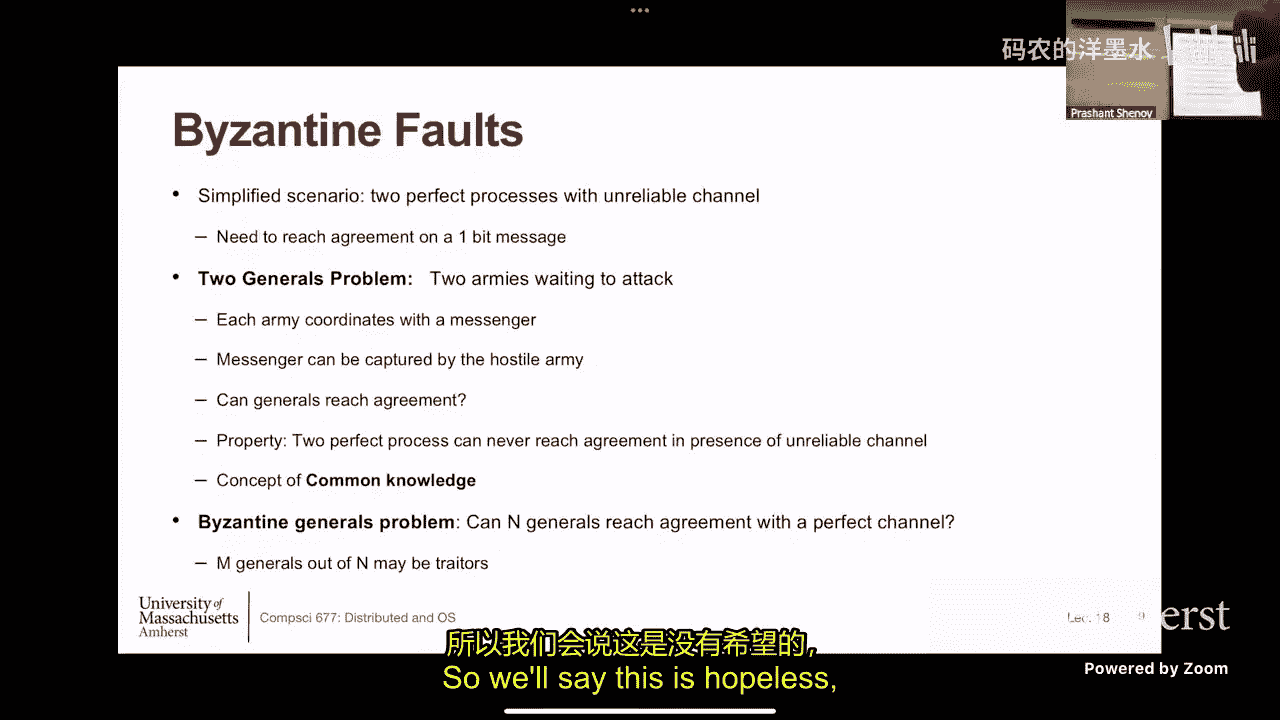 码农的洋墨水
Prashant Shenoy
Byzantine Faults
• Simplified scenario: two perfect processes with unreliable channel
– Need to reach agreement on a 1 bit message
• Two Generals Problem: Two armies waiting to attack
– Each army coordinates with a messenger
– Messenger can be captured by the hostile army
– Can generals reach agreement?
– Property: Two perfect process can never reach agreement in presence of unreliable channel
– Concept of Common knowledge
• Byzantine generals problem: Can N generals reach agreement with a perfect channel?
– M generals out of N may be traitors
University of
Massachusetts
Amherst
Compsci 677: Distributed and OS
Lec. 18
9
erst
所以我们会说这是没有希望的，
So we'll say this is hopeless,
Powered by Zoom